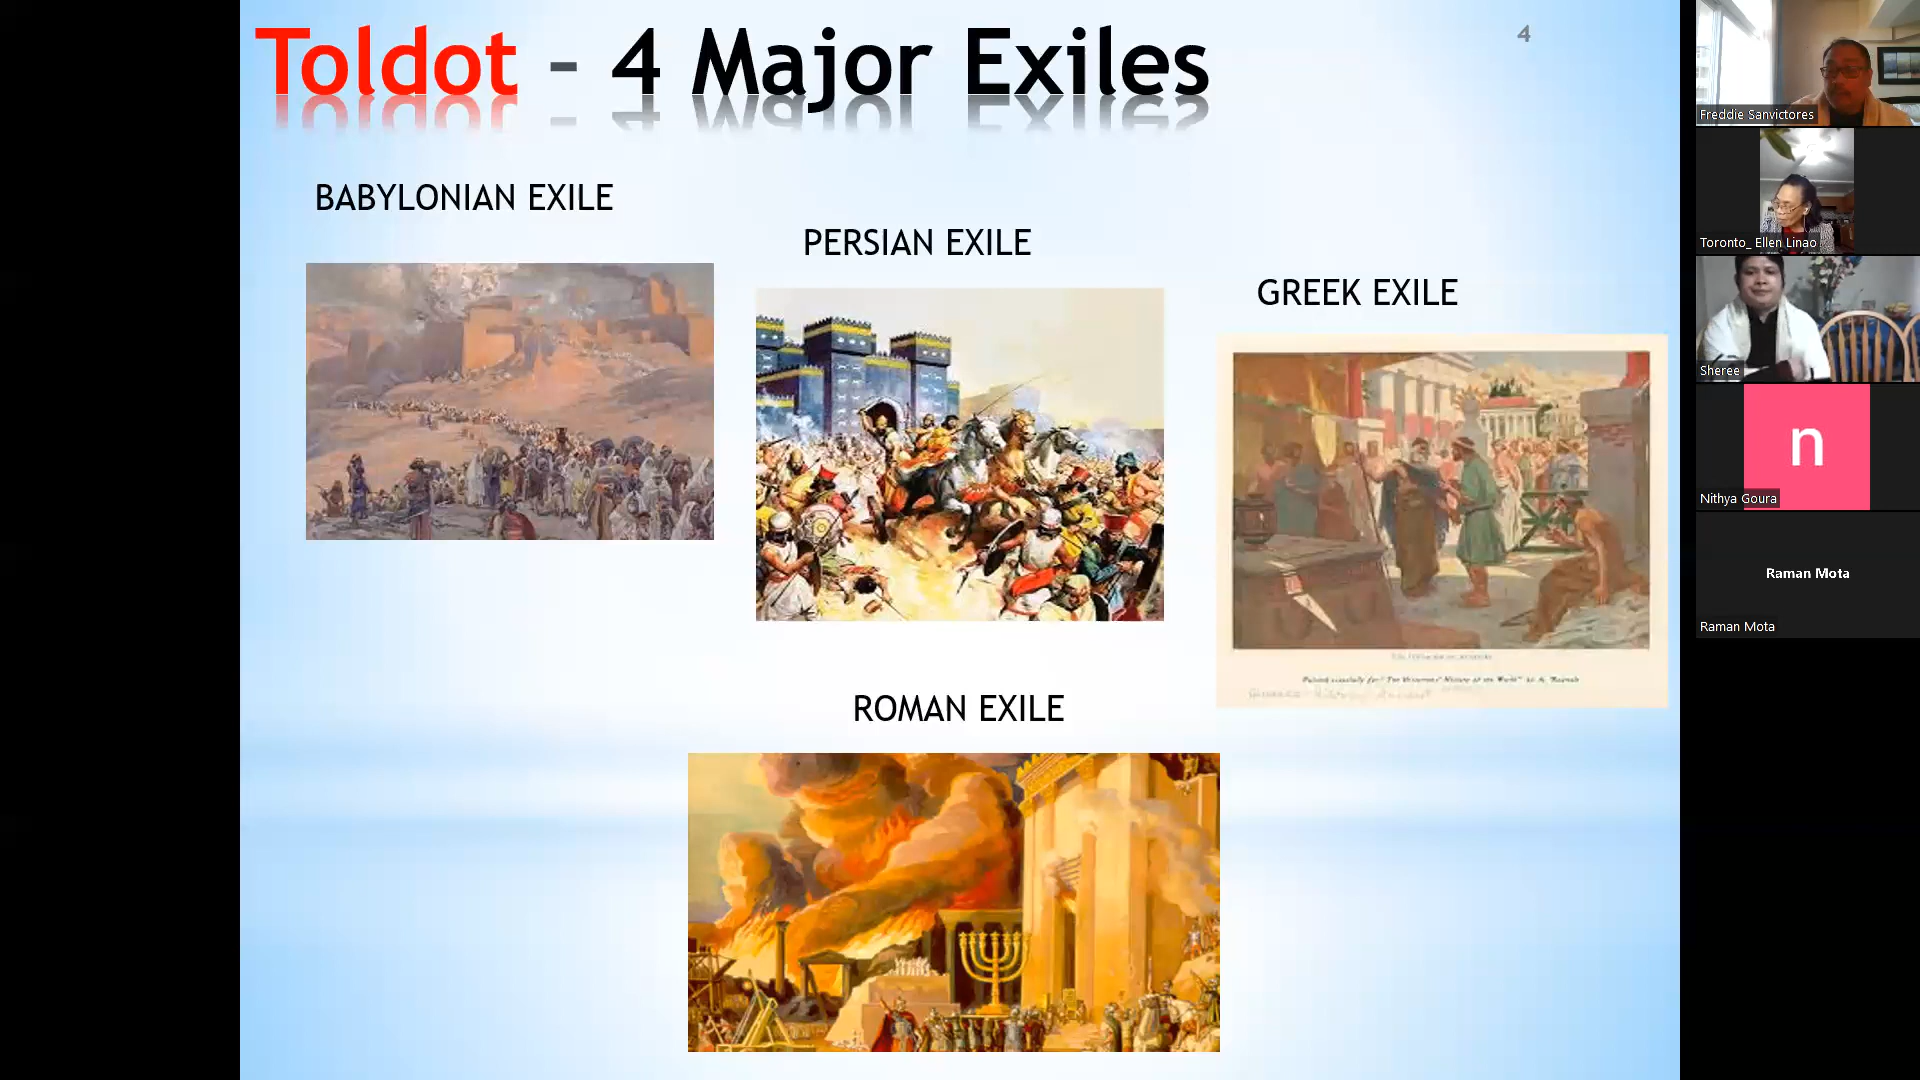 Toldot - 4 Major Exiles
4
BABYLONIAN EXILE
PERSIAN EXILE
GREEK EXILE
ROMAN EXILE
Freddie Sanvictores
Toronto_ Ellen Linao
Sheree
n
Nithya Goura
Raman Mota
Raman Mota